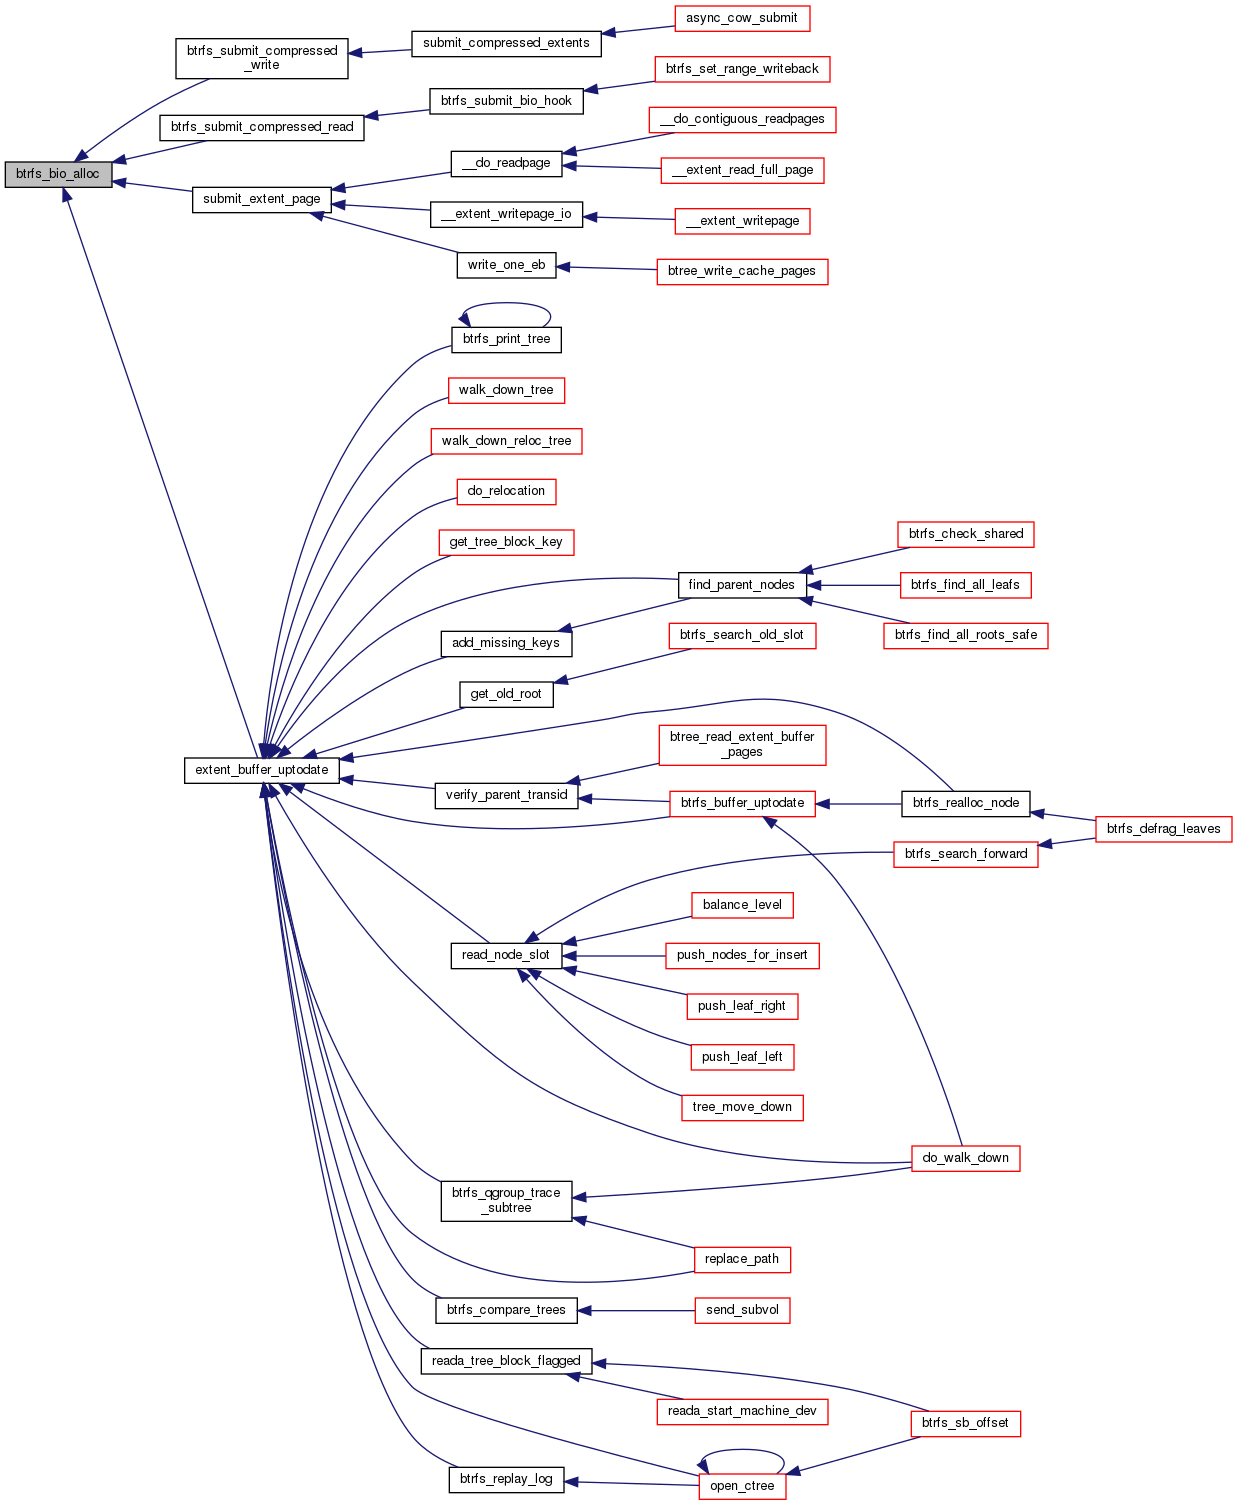 async_cow_submit
btrfs_submit_compressed
_write
submit_compressed_extents
btrfs_set_range_writeback
btrfs_submit_bio_hook
btrfs_submit_compressed_read
__do_contiguous_readpages
__do_readpage
__extent_read_full_page
btrfs_bio_alloc
submit_extent_page
__extent_writepage_io
__extent_writepage
write_one_eb
btree_write_cache_pages
btrfs_print_tree
walk_down_tree
walk_down_reloc_tree
do_relocation
get_tree_block_key
btrfs_check_shared
find_parent_nodes
btrfs_find_all_leafs
add_missing_keys
btrfs_search_old_slot
btrfs_find_all_roots_safe
get_old_root
btree_read_extent_buffer
_pages
extent_buffer_uptodate
verify_parent_transid
btrfs_buffer_uptodate
btrfs_realloc_node
btrfs_defrag_leaves
btrfs_search_forward
balance_level
read_node_slot
push_nodes_for_insert
push_leaf_right
push_leaf_left
tree_move_down
do_walk_down
btrfs_qgroup_trace
_subtree
replace_path
btrfs_compare_trees
send_subvol
reada_tree_block_flagged
reada_start_machine_dev
btrfs_sb_offset
btrfs_replay_log
open_ctree